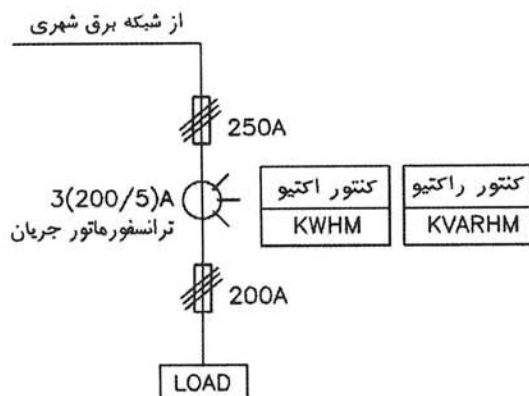 از شبکه برق شهری
250A
3(200/5)A
ترانسفورماتور جریان
کنتور اکتیو
KWHM
کنتور راکتیو
KVARHM
200A
LOAD